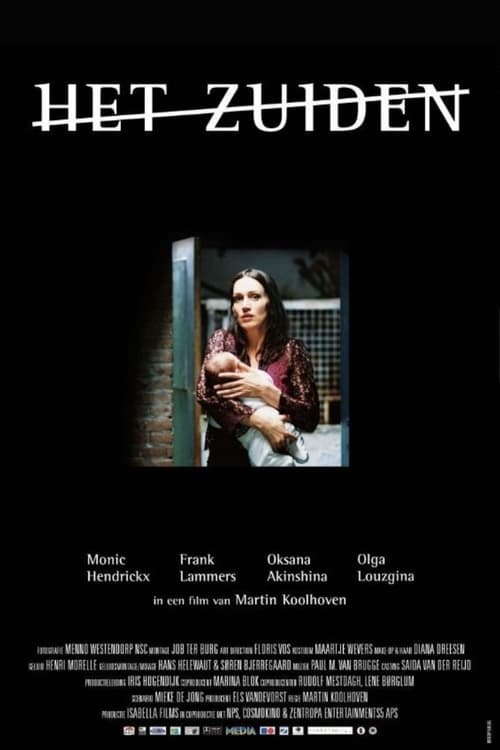 HET ZUIDEN
Monic Frank Oksana Olga
Hendrickx Lammers Akinshina Louzgina
in een film van Martin Koolhoven
FOTOGRAFIE MENNO WESTENDORP NSC MONTAGE JOB TER BURG ART DIRECTION FLORIS VOS KOSTUUM MAARTJE WEVERS MAKE-UP & HAAR DIANA DREESEN
GELUID HENRI MORELLE GELUIDSMONTAGE/MIXAGE HANS HELEWAUT & SØREN BJERREGAARD MUZIEK PAUL M. VAN BRUGGE CASTING SAIDA VAN DER REIJD
PRODUCTIELEIDING IRIS HOGENDIJK COPRODUCENT MARINA BLOK COPRODUCENTEN RUDOLF MESTDAGH, LENE BØRGLUM
SCENARIO MIEKE DE JONG PRODUCENT ELS VANDEVORST REGIE MARTIN KOOLHOVEN
PRODUCTIE ISABELLA FILMS IN COPRODUCTIE MET NPS, COSMOKINO & ZENTROPA ENTERTAINMENTS5 APS
MEDIA